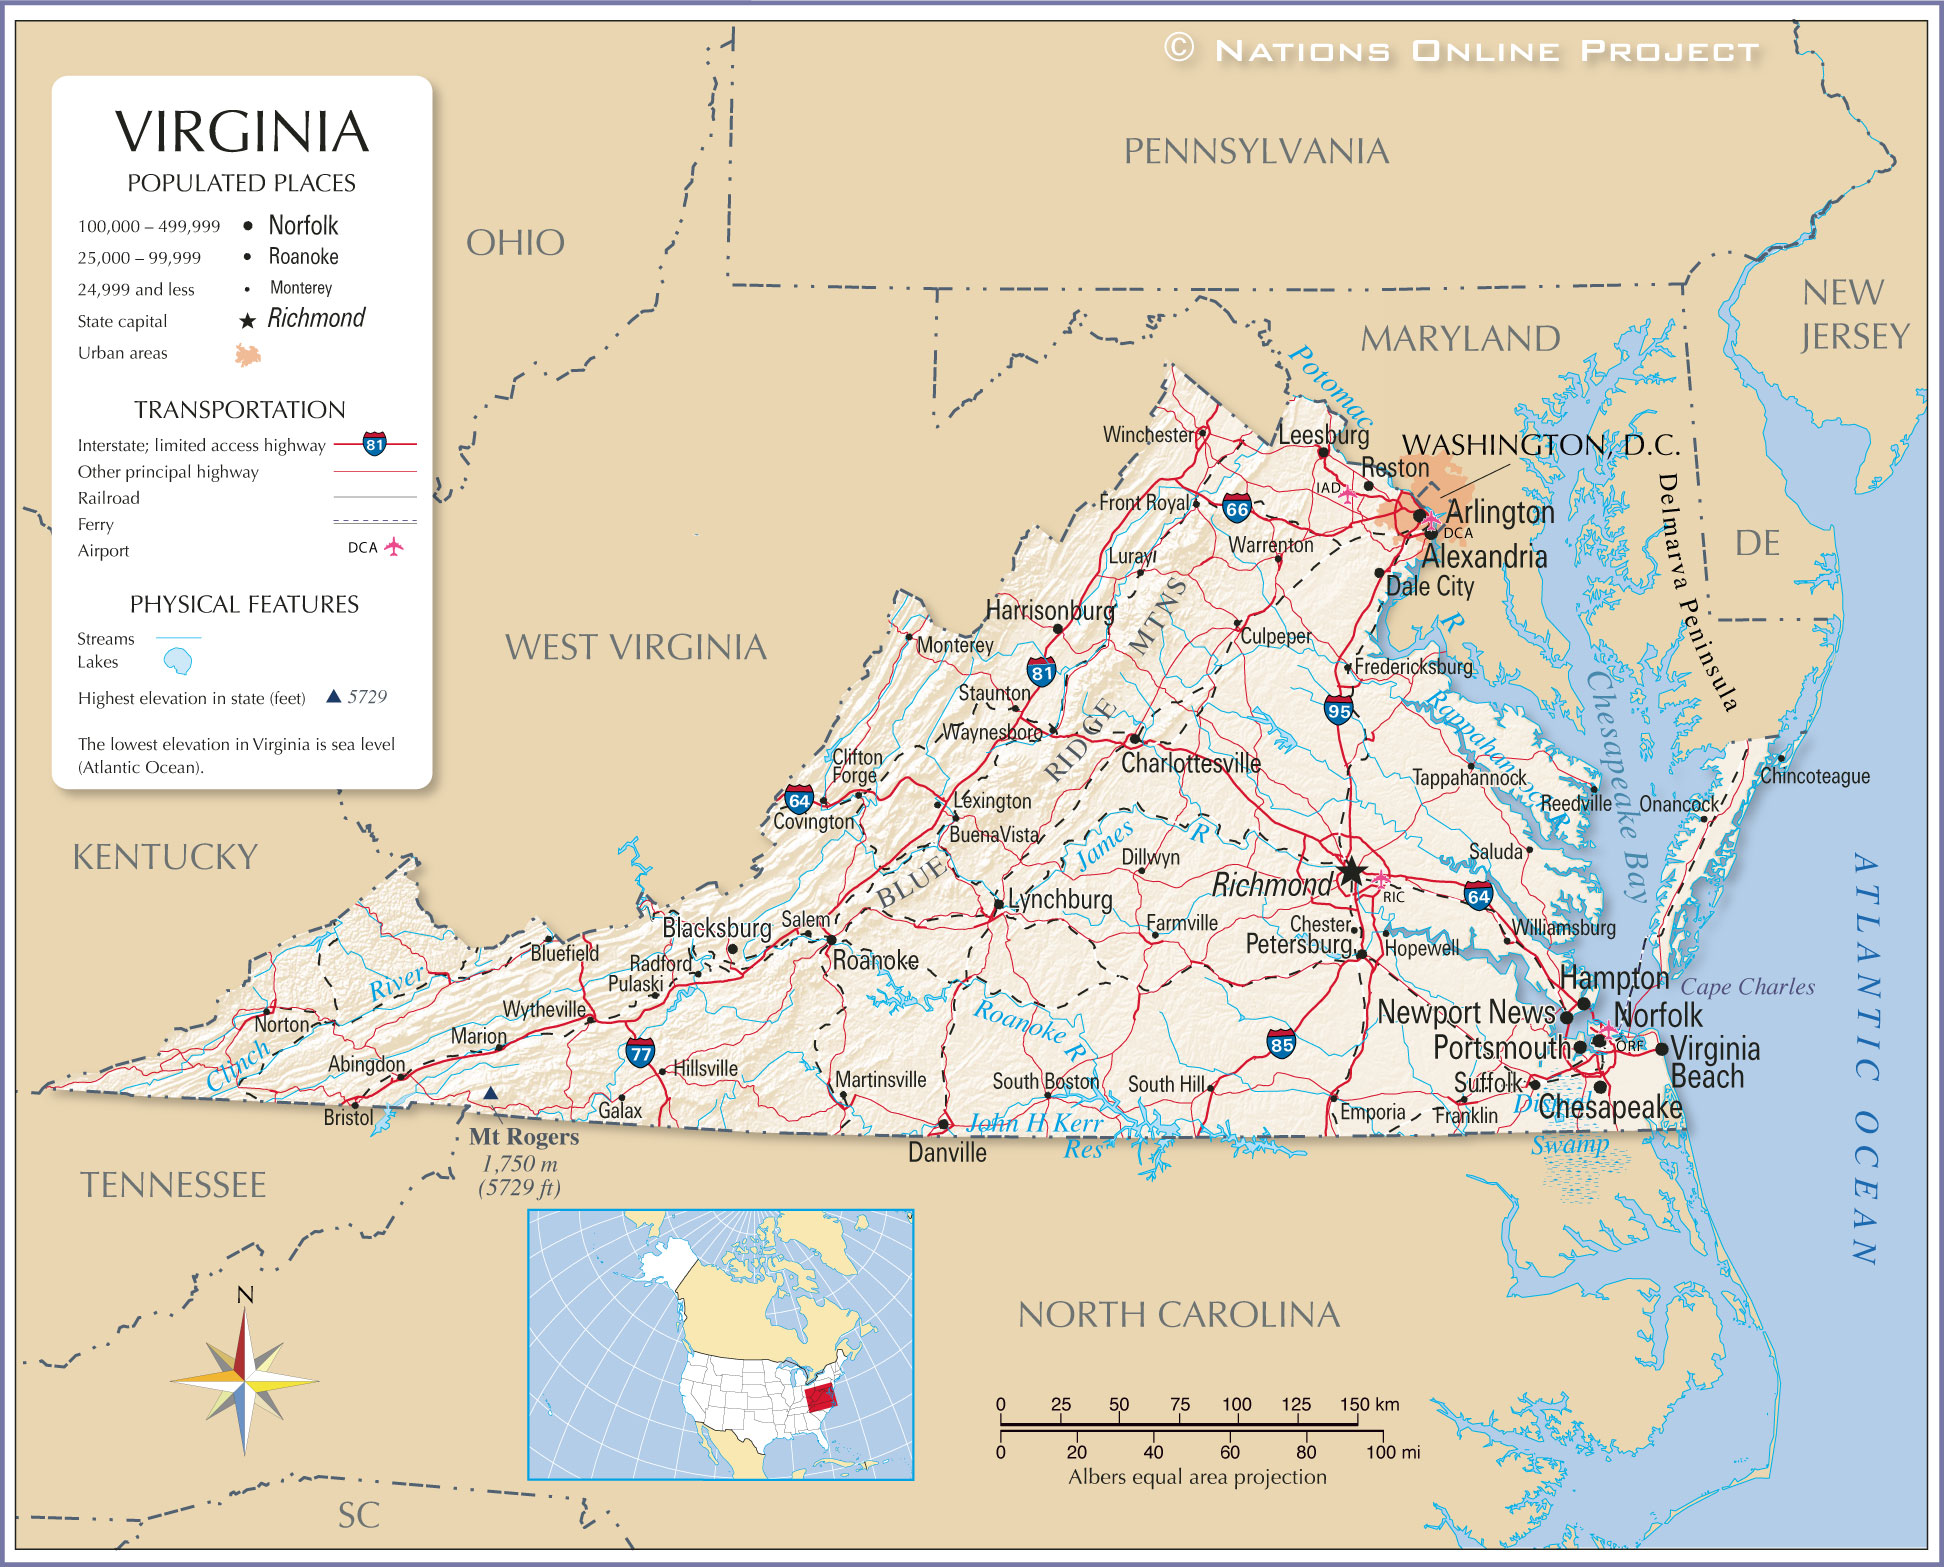 © NATIONS ONLINE PROJECT
VIRGINIA
POPULATED PLACES
100,000 – 499,999 Norfolk
25,000 – 99,999 Roanoke
24,999 and less Monterey
State capital Richmond
Urban areas
TRANSPORTATION
Interstate; limited access highway 81
Other principal highway
Railroad
Ferry
Airport DCA
PHYSICAL FEATURES
Streams
Lakes
Highest elevation in state (feet) 5729
The lowest elevation in Virginia is sea level
(Atlantic Ocean).
PENNSYLVANIA
OHIO
NEW
JERSEY
MARYLAND
Potomac
R
WASHINGTON, D.C.
Winchester
Leesburg
Reston
IAD
Front Royal
66
Arlington
DCA
Alexandria
Delmarva Peninsula
DE
Warrenton
Luray
Dale City
Harrisonburg
WEST VIRGINIA
Monterey
Culpeper
81
Fredericksburg
Staunton
95
Rappahannock R
Chesapeake Bay
Waynesboro
BLUE RIDGE MTNS
Charlottesville
Clifton
Forge
Tappahannock
Chincoteague
64
Covington
Lexington
Reedville
Onancock
BuenaVista
James R
KENTUCKY
Dillwyn
Saluda
Richmond
RIC
64
Lynchburg
ATLANTIC OCEAN
Blacksburg
Salem
Farmville
Chester
Williamsburg
Petersburg
Hopewell
Bluefield
Radford
Roanoke
Pulaski
Hampton
Cape Charles
River
Clinch
Wytheville
Roanoke R
Newport News
Norfolk
Norton
Marion
85
Portsmouth
ORF
Virginia
Beach
77
Abingdon
Hillsville
Martinsville
South Boston
South Hill
Suffolk
Galax
Emporia
Franklin
Dismal
Swamp
Chesapeake
Bristol
John H Kerr
Res
Danville
Mt Rogers
1,750 m
(5729 ft)
TENNESSEE
N
NORTH CAROLINA
0 25 50 75 100 125 150 km
0 20 40 60 80 100 mi
Albers equal area projection
SC